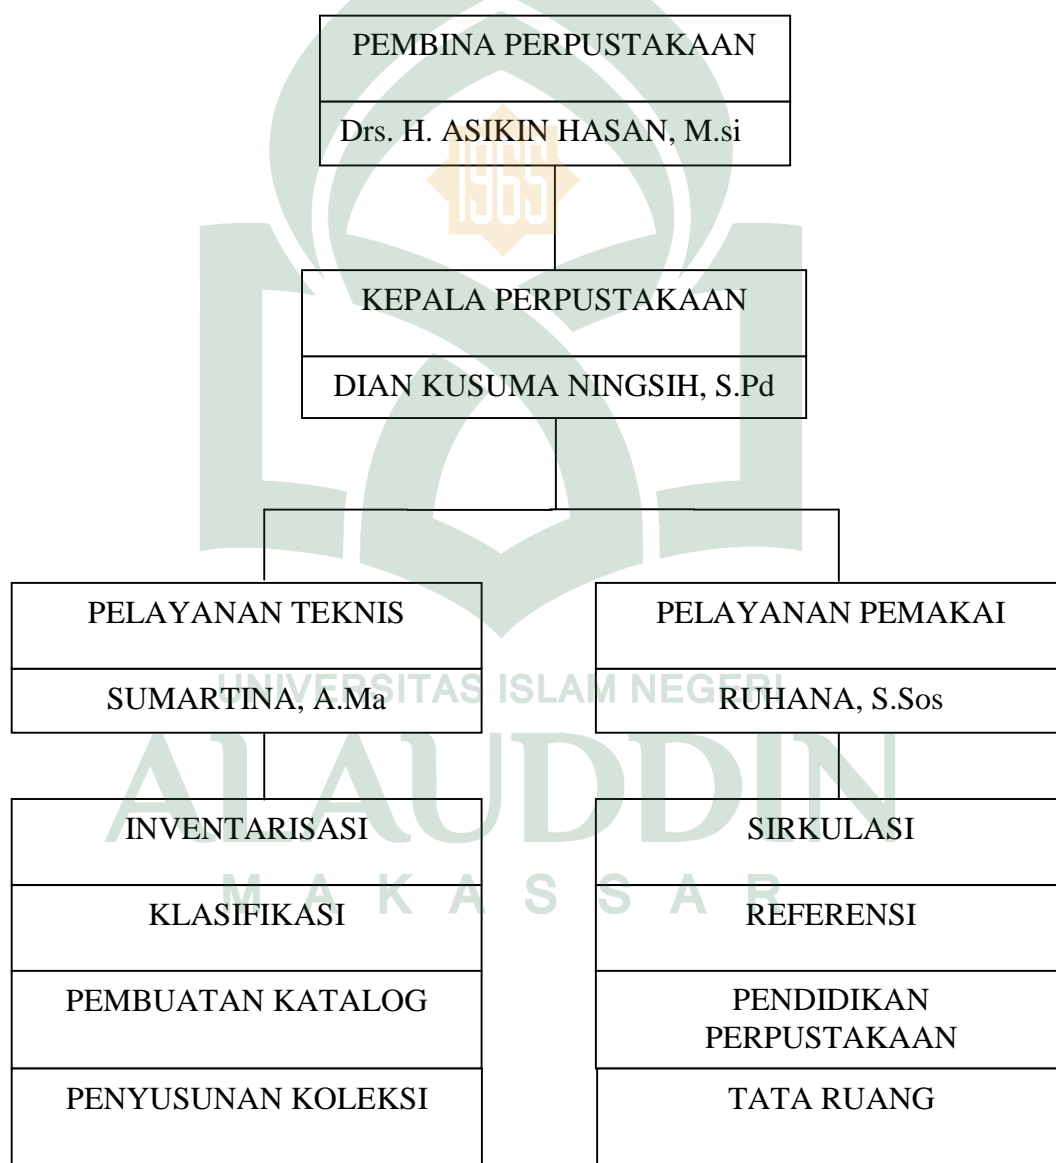 PEMBINA PERPUSTAKAAN
Drs. H. ASIKIN HASAN, M.si
1965
KEPALA PERPUSTAKAAN
DIAN KUSUMA NINGSIH, S.Pd
PELAYANAN TEKNIS
SUMARTINA, A.Ma
PELAYANAN PEMAKAI
RUHANA, S.Sos
UNIVERSITAS ISLAM NEGERI
ALAUDDIN
MAKASSAR
INVENTARISASI
KLASIFIKASI
PEMBUATAN KATALOG
PENYUSUNAN KOLEKSI
SIRKULASI
REFERENSI
PENDIDIKAN
PERPUSTAKAAN
TATA RUANG